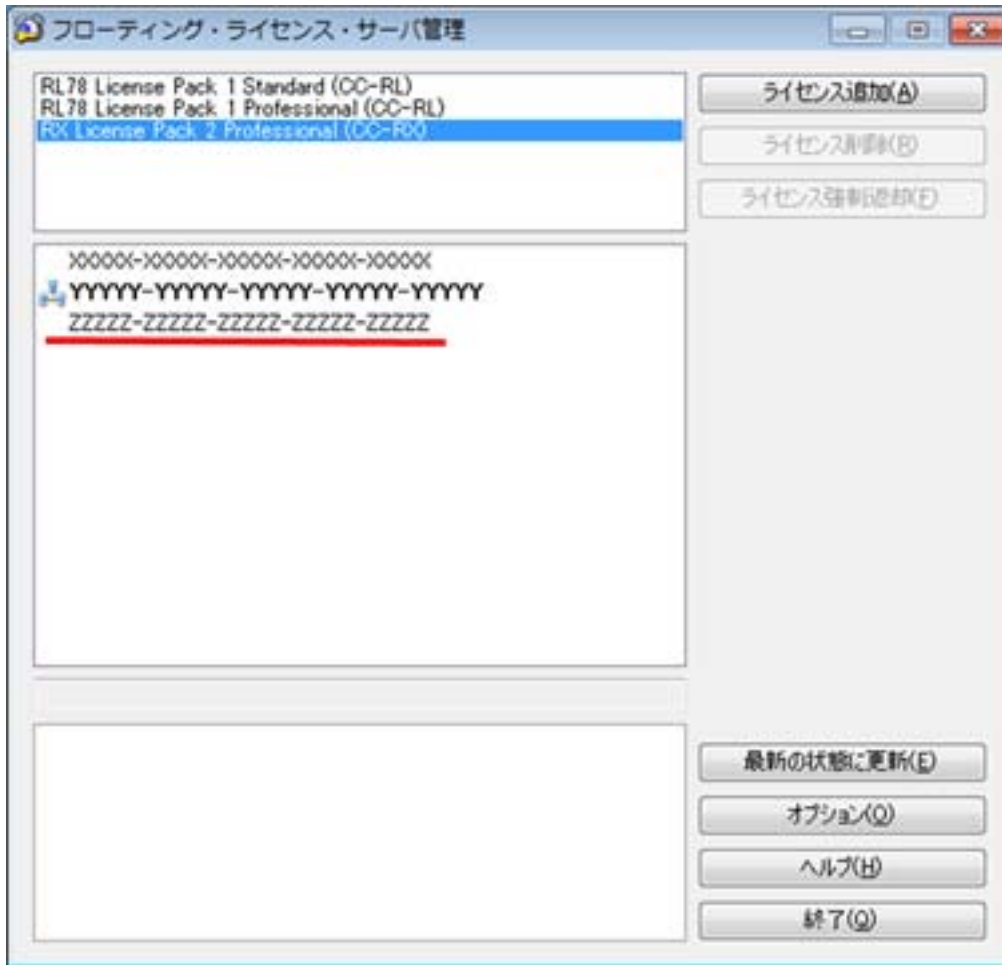 フローティング・ライセンス・サーバ管理
RL78 License Pack 1 Standard (CC-RL)
RL78 License Pack 1 Professional (CC-RL)
RX License Pack 2 Professional (CC-RX)
ライセンス追加(A)
ライセンス削除(R)
ライセンス強制返却(F)
XXXXX-XXXXX-XXXXX-XXXXX-XXXXX
YYYYY-YYYYY-YYYYY-YYYYY-YYYYY
ZZZZZ-ZZZZZ-ZZZZZ-ZZZZZ-ZZZZZ
最新の状態に更新(E)
オプション(O)
ヘルプ(H)
終了(Q)